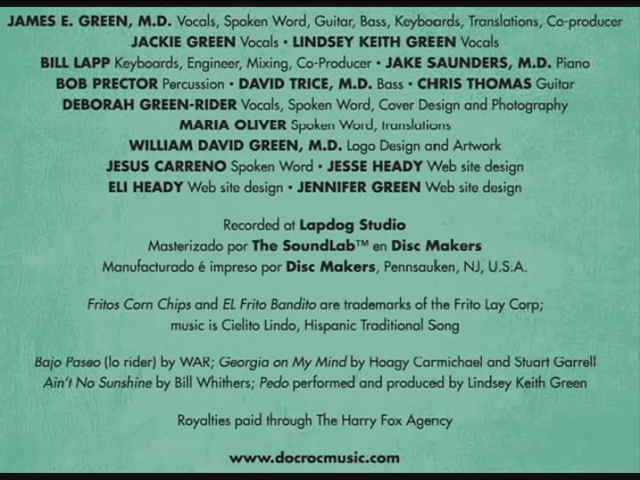 JAMES E. GREEN, M.D. Vocals, Spoken Word, Guitar, Bass, Keyboards, Translations, Co-producer
JACKIE GREEN Vocals • LINDSEY KEITH GREEN Vocals
BILL LAPP Keyboards, Engineer, Mixing, Co-Producer • JAKE SAUNDERS, M.D. Piano
BOB PRECTOR Percussion • DAVID TRICE, M.D. Bass • CHRIS THOMAS Guitar
DEBORAH GREEN-RIDER Vocals, Spoken Word, Cover Design and Photography
MARIA OLIVER Spoken Word, translations
WILLIAM DAVID GREEN, M.D. Logo Design and Artwork
JESUS CARRENO Spoken Word • JESSE HEADY Web site design
ELI HEADY Web site design • JENNIFER GREEN Web site design
Recorded at Lapdog Studio
Masterizado por The SoundLab™ en Disc Makers
Manufacturado é impreso por Disc Makers, Pennsauken, NJ, U.S.A.
Fritos Corn Chips and EL Frito Bandito are trademarks of the Frito Lay Corp;
music is Cielito Lindo, Hispanic Traditional Song
Bajo Paseo (lo rider) by WAR; Georgia on My Mind by Hoagy Carmichael and Stuart Garrell
Ain't No Sunshine by Bill Whithers; Pedo performed and produced by Lindsey Keith Green
Royalties paid through The Harry Fox Agency
www.docrocmusic.com